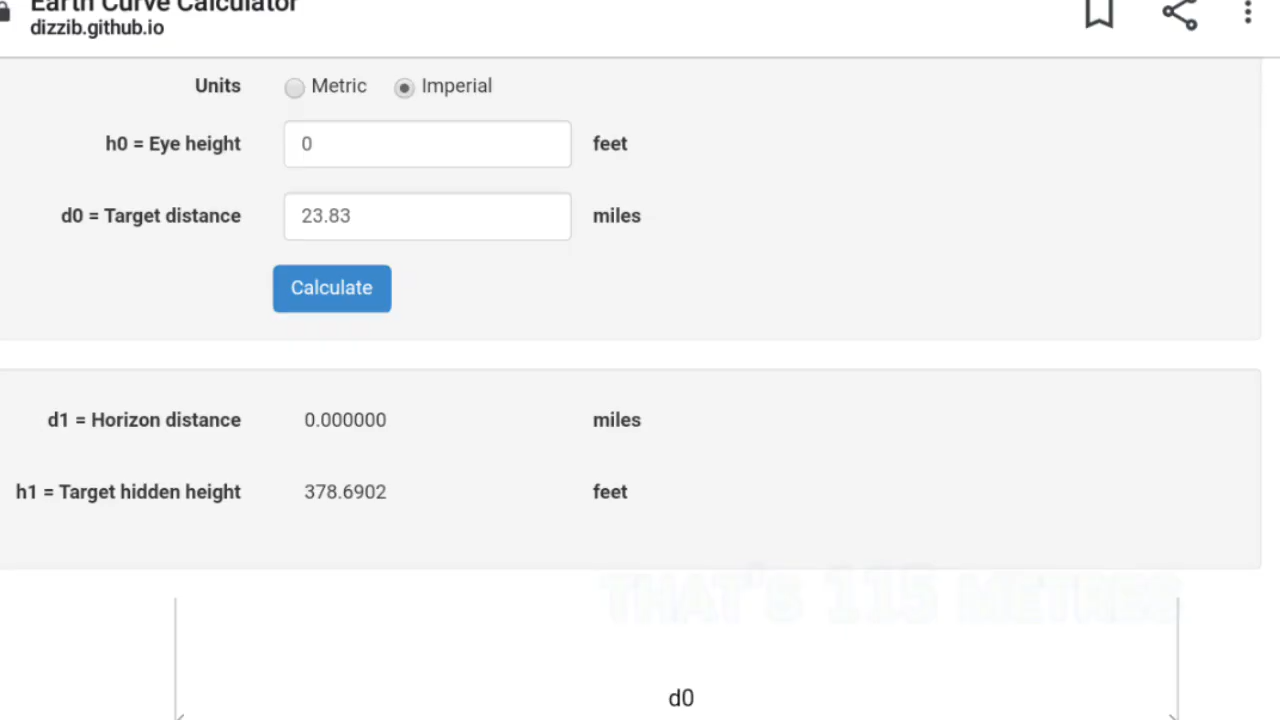 Earth Curve Calculator
dizzib.github.io
Units Metric Imperial
h0 = Eye height 0 feet
d0 = Target distance 23.83 miles
Calculate
d1 = Horizon distance 0.000000 miles
h1 = Target hidden height 378.6902 feet
THAT'S 115 METRES
d0